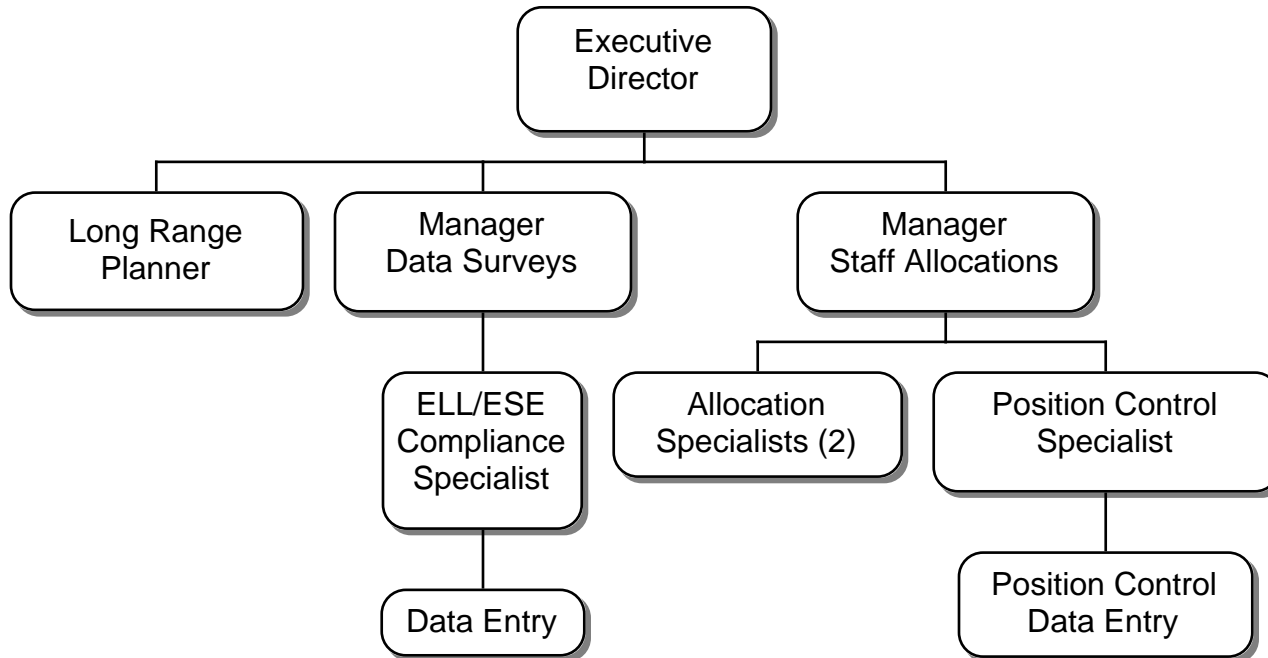 Executive
Director
Long Range
Planner
Manager
Data Surveys
Manager
Staff Allocations
ELL/ESE
Compliance
Specialist
Allocation
Specialists (2)
Position Control
Specialist
Data Entry
Position Control
Data Entry